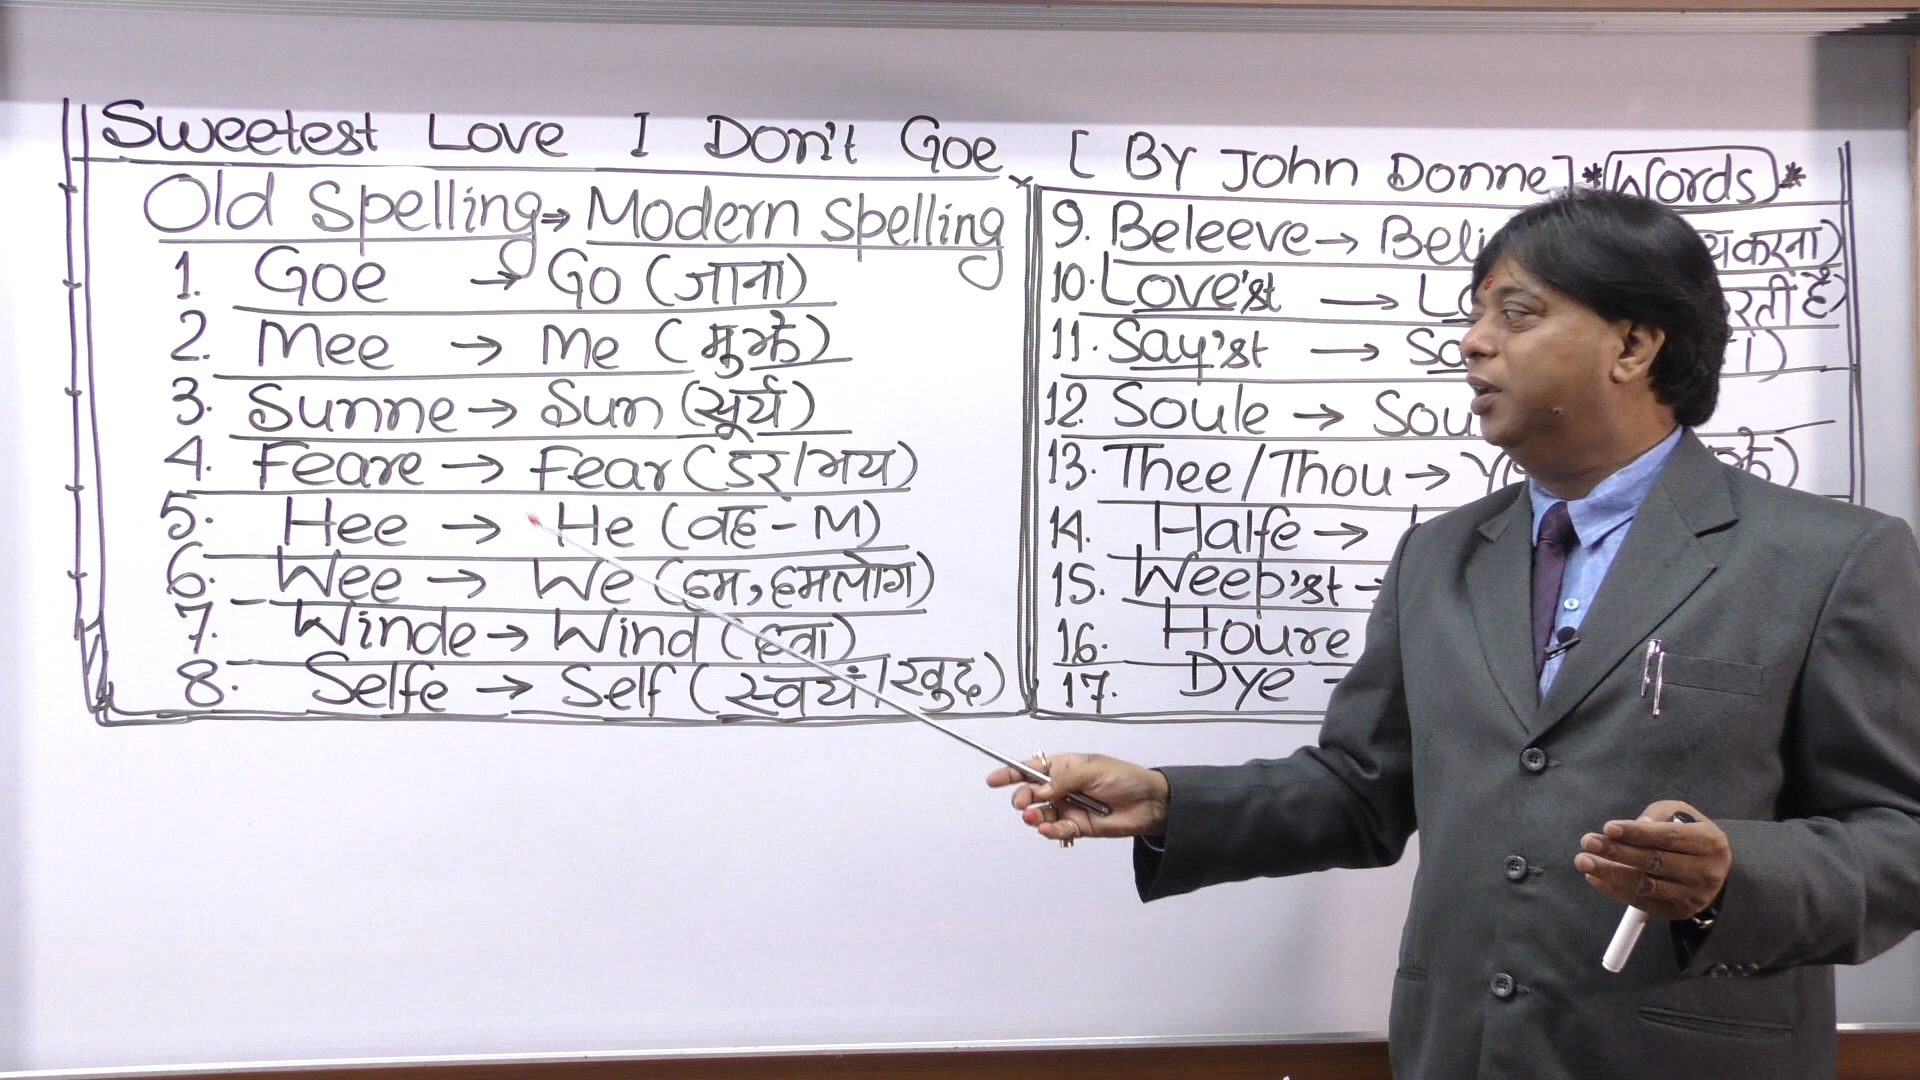 Sweetest Love I Don't Goe [By John Donne] *Words*
Old Spelling → Modern Spelling
1. Goe → Go (जाना)
2. Mee → Me (मुझे)
3. Sunne → Sun (सूर्य)
4. Feare → Fear (डर/भय)
5. Hee → He (वह - M)
6. Wee → We (हम, हमलोग)
7. Winde → Wind (हवा)
8. Selfe → Self (स्वयं/खुद)
9. Beleeve →
10. Love'st →
11. Say'st →
12. Soule →
13. Thee/Thou →
14. Halfe →
15. Weep'st
16. Houre
17. Dye